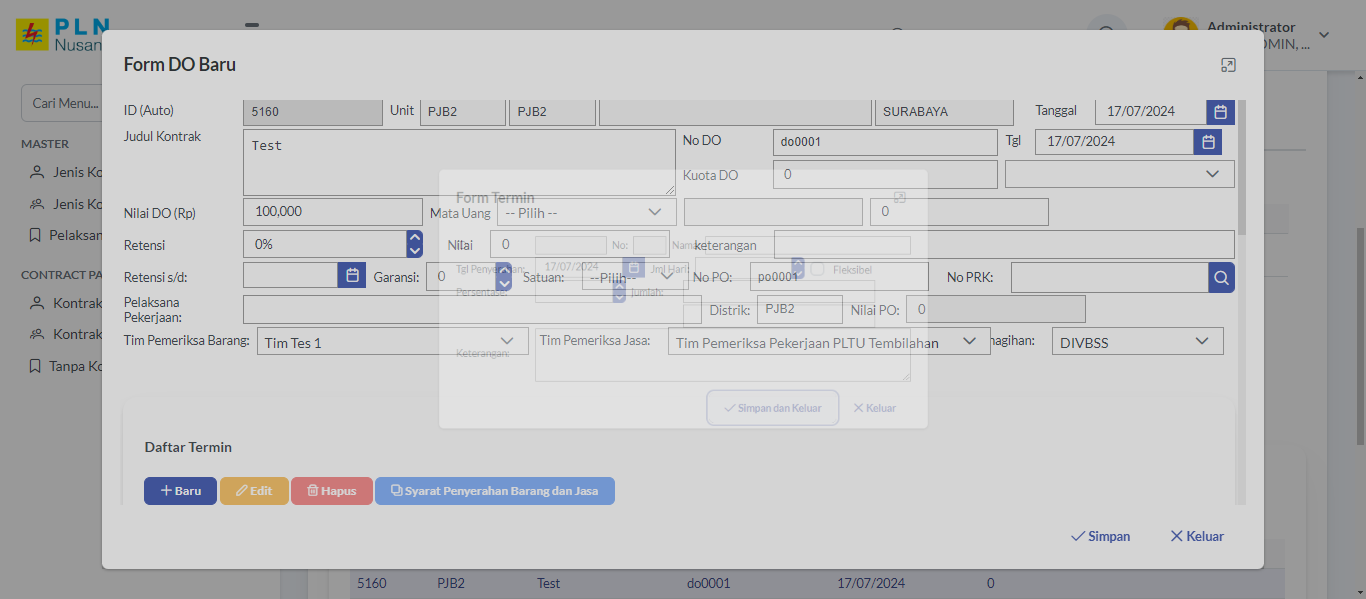 PLN
Nusan
Administrator
DMIN, ...
Cari Menu...
MASTER
Jenis Ko
Jenis Ko
Pelaksan
CONTRACT PA
Kontrak
Kontrak
Tanpa Ko
Form DO Baru
ID (Auto) 5160 Unit PJB2 PJB2 SURABAYA Tanggal 17/07/2024
Judul Kontrak Test No DO do0001 Tgl 17/07/2024
Kuota DO 0
Nilai DO (Rp) 100,000 Mata Uang -- Pilih -- 0
Retensi 0% Nilai 0 keterangan
Retensi s/d: Garansi: 0 Satuan: --Pilih-- No PO: po0001 No PRK:
Pelaksana Pekerjaan: Distrik: PJB2 Nilai PO: 0
Tim Pemeriksa Barang: Tim Tes 1 Tim Pemeriksa Jasa: Tim Pemeriksa Pekerjaan PLTU Tembilahan nagihan: DIVBSS
Form Termin
No: Nama
Tgl Penyerahan: 17/07/2024 Jml Hari: Fleksibel
Persentase: Jumlah:
Keterangan:
Simpan dan Keluar Keluar
Daftar Termin
Baru Edit Hapus Syarat Penyerahan Barang dan Jasa
Simpan Keluar
5160 PJB2 Test do0001 17/07/2024 0